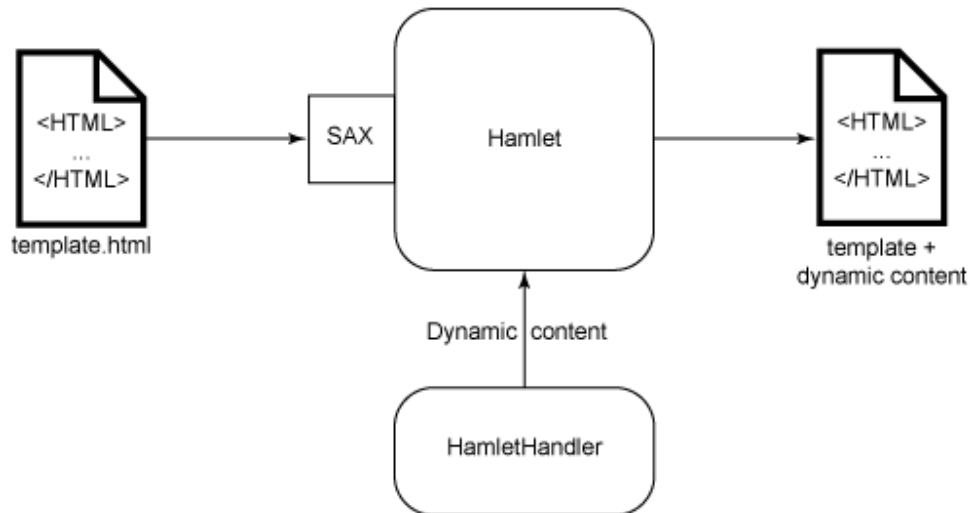 <HTML>
...
</HTML>
template.html
SAX
Hamlet
<HTML>
...
</HTML>
template +
dynamic content
Dynamic content
HamletHandler